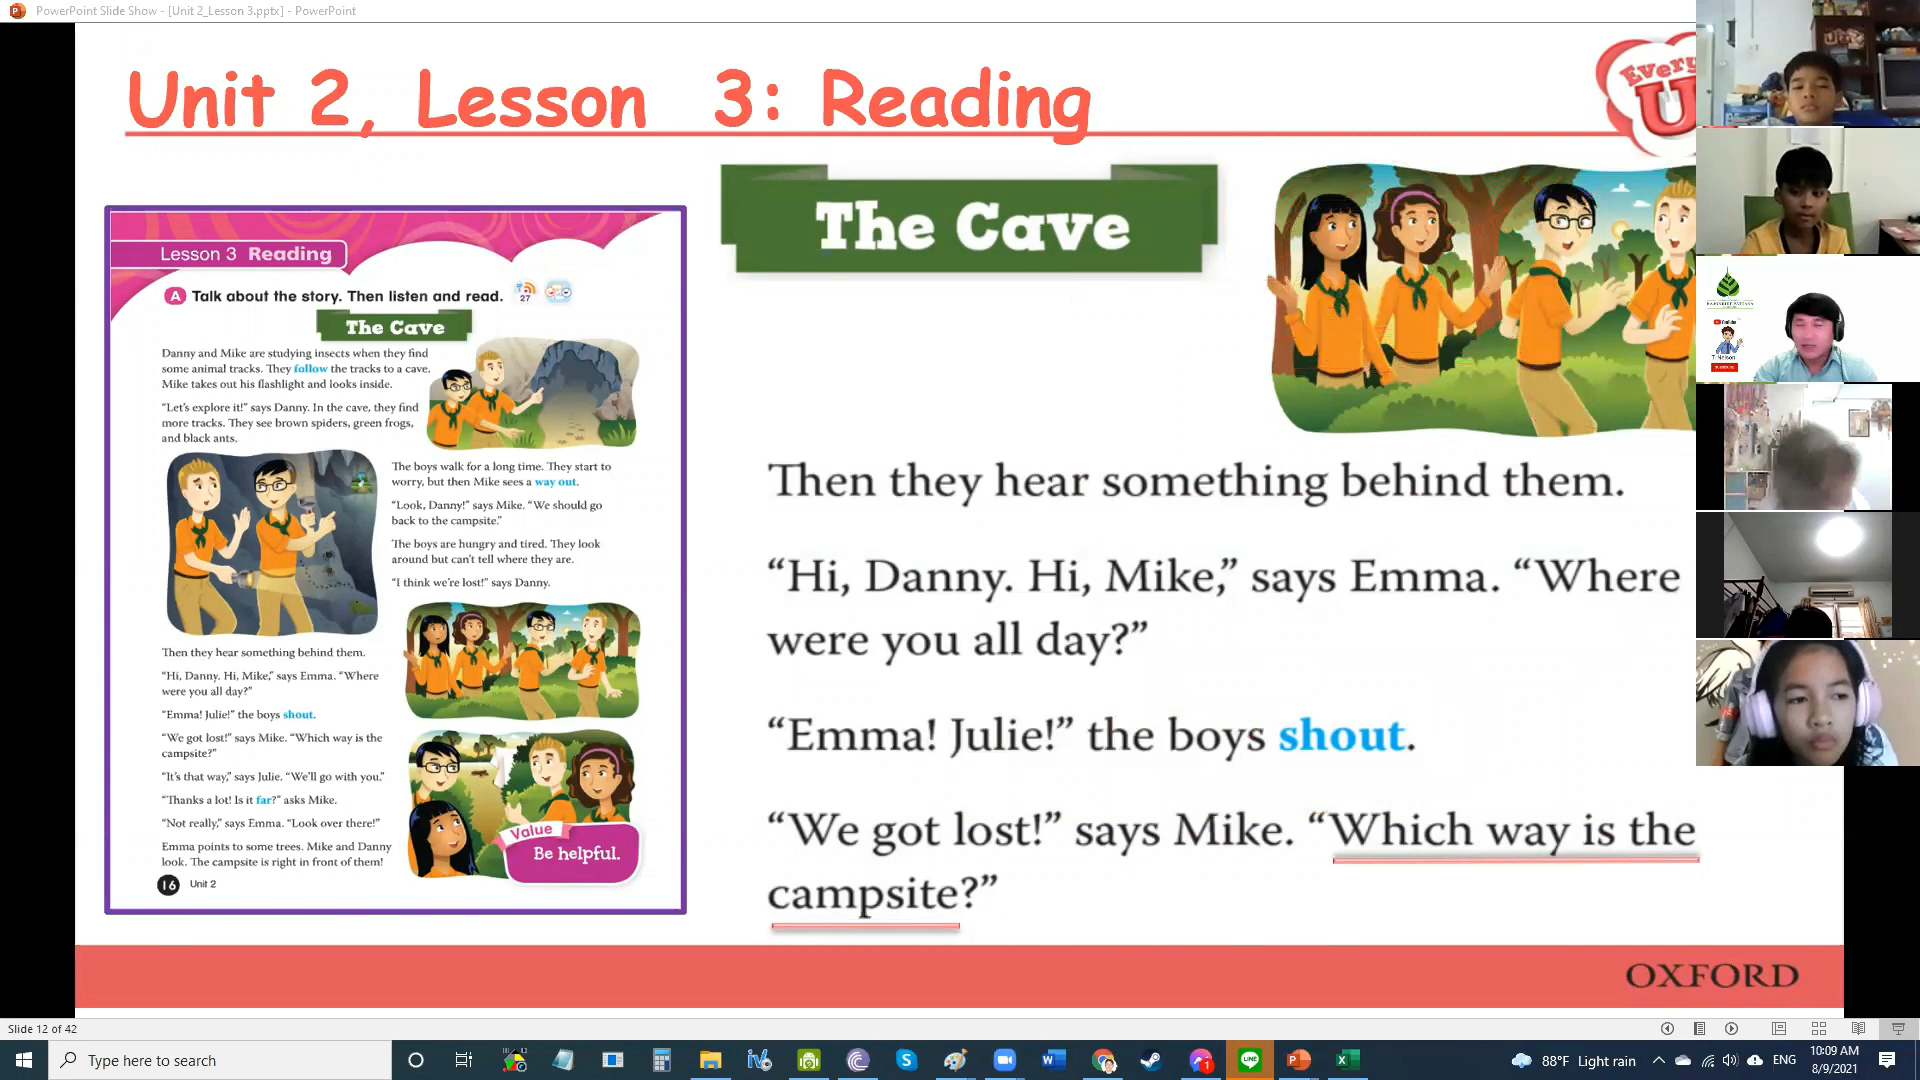 PowerPoint Slide Show - [Unit 2_Lesson 3.pptx] - PowerPoint
Unit 2, Lesson 3: Reading
Every
U
Lesson 3 Reading
A Talk about the story. Then listen and read.
27
The Cave
Danny and Mike are studying insects when they find
some animal tracks. They follow the tracks to a cave.
Mike takes out his flashlight and looks inside.
"Let's explore it!" says Danny. In the cave, they find
more tracks. They see brown spiders, green frogs,
and black ants.
The boys walk for a long time. They start to
worry, but then Mike sees a way out.
"Look, Danny!" says Mike. "We should go
back to the campsite."
The boys are hungry and tired. They look
around but can't tell where they are.
"I think we're lost!" says Danny.
Then they hear something behind them.
"Hi, Danny. Hi, Mike," says Emma. "Where
were you all day?"
"Emma! Julie!" the boys shout.
"We got lost!" says Mike. "Which way is the
campsite?"
"It's that way," says Julie. "We'll go with you."
"Thanks a lot! Is it far?" asks Mike.
"Not really," says Emma. "Look over there!"
Emma points to some trees. Mike and Danny
look. The campsite is right in front of them!
Value
Be helpful.
16 Unit 2
The Cave
Then they hear something behind them.
“Hi, Danny. Hi, Mike,” says Emma. “Where
were you all day?”
“Emma! Julie!” the boys shout.
“We got lost!” says Mike. “Which way is the
campsite?”
OXFORD
YouTube
T. Nelson
SUBSCRIBE
Slide 12 of 42
Type here to search
1
88°F Light rain
ENG
10:09 AM
8/9/2021